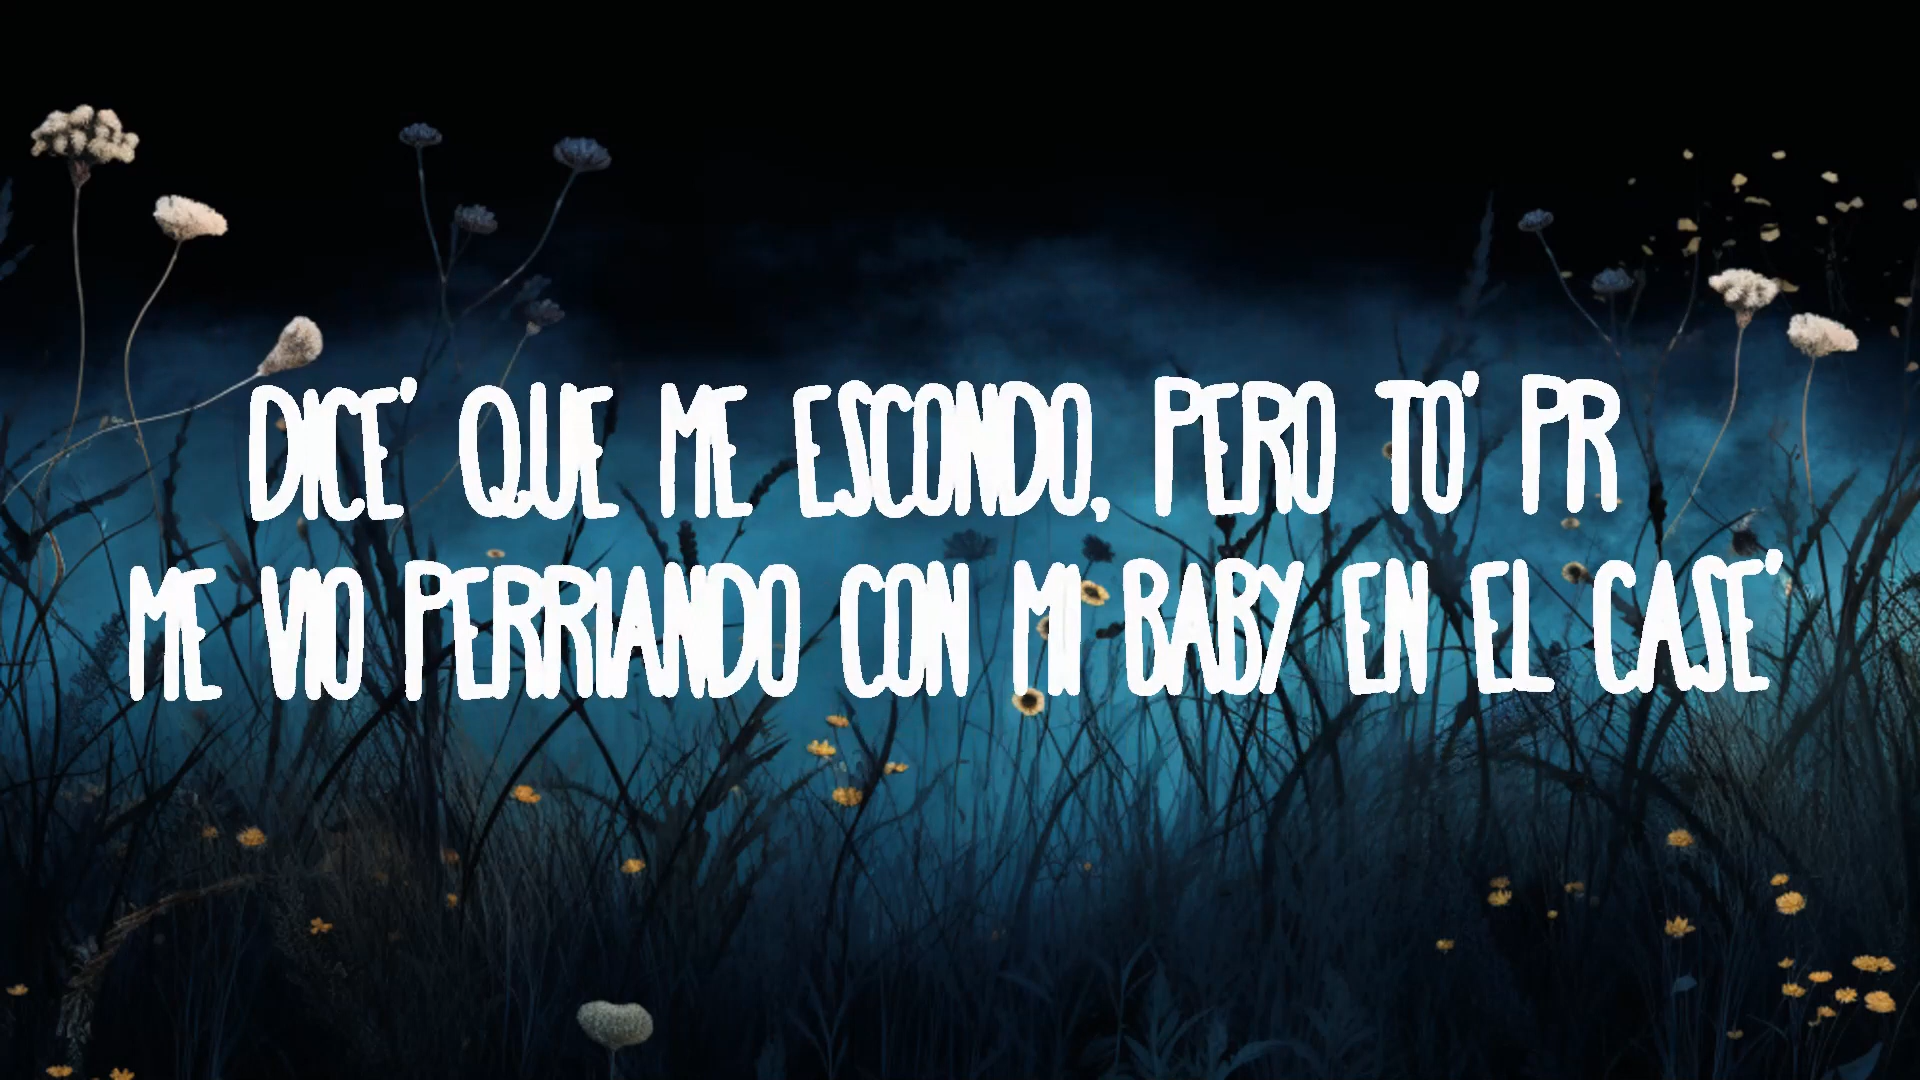 DICE' QUE ME ESCONDO, PERO TO' PR
ME VIO PERRIANDO CON MI BABY EN EL CASE'